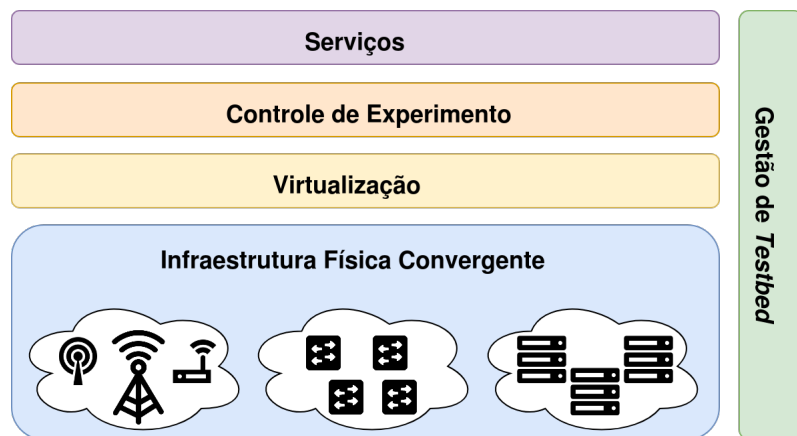 Serviços
Controle de Experimento
Virtualização
Infraestrutura Física Convergente
Gestão de Testbed